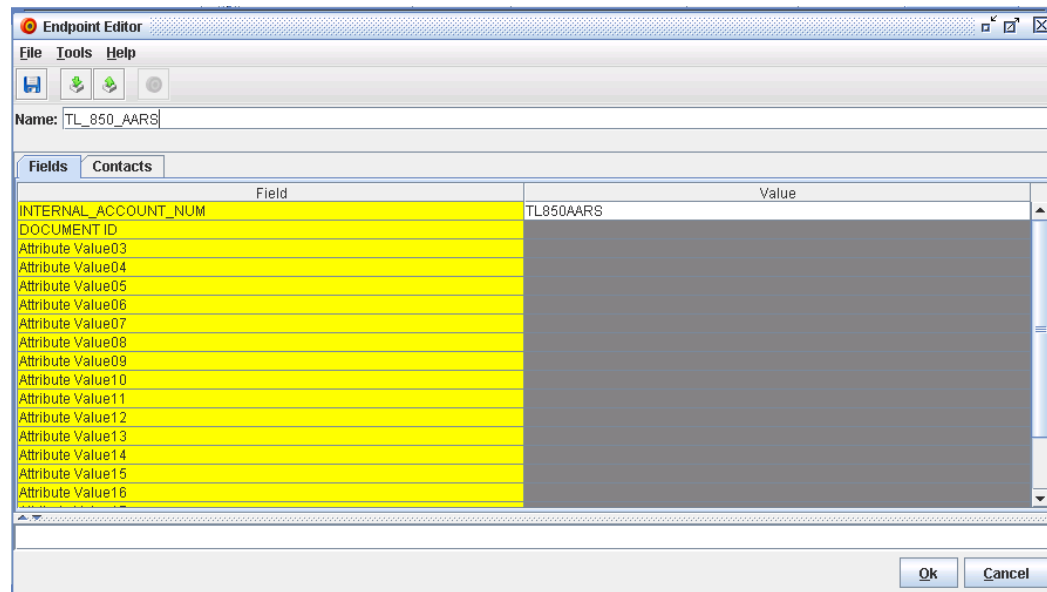 Endpoint Editor
File Tools Help
Name: TL_850_AARS
Fields Contacts
Field Value
INTERNAL_ACCOUNT_NUM TL850AARS
DOCUMENT ID
Attribute Value03
Attribute Value04
Attribute Value05
Attribute Value06
Attribute Value07
Attribute Value08
Attribute Value09
Attribute Value10
Attribute Value11
Attribute Value12
Attribute Value13
Attribute Value14
Attribute Value15
Attribute Value16
Ok Cancel